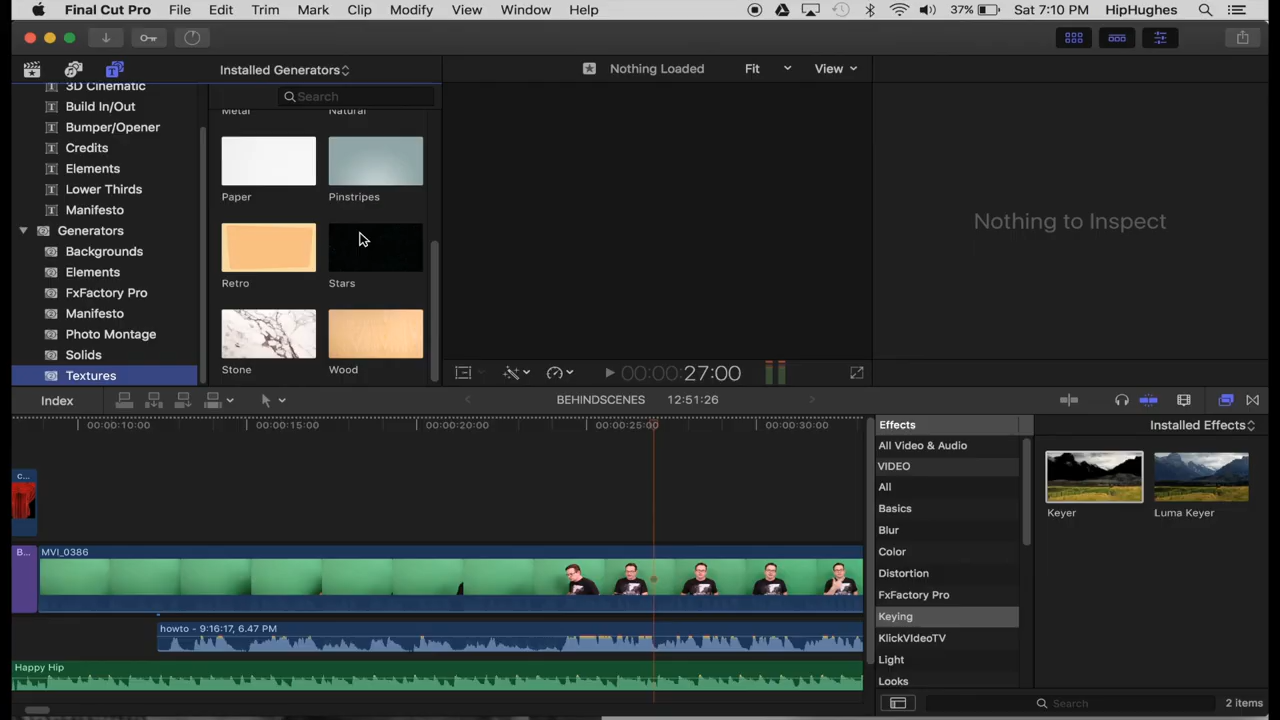 Final Cut Pro File Edit Trim Mark Clip Modify View Window Help 37% Sat 7:10 PM HipHughes
Installed Generators Nothing Loaded Fit View
3D Cinematic
Build In/Out
Bumper/Opener
Credits
Elements
Lower Thirds
Manifesto
Generators
Backgrounds
Elements
FxFactory Pro
Manifesto
Photo Montage
Solids
Textures
Search
Metal Natural
Paper Pinstripes
Retro Stars
Stone Wood
Nothing to Inspect
00:00:27:00
Index BEHINDSCENES 12:51:26
00:00:10:00 00:00:15:00 00:00:20:00 00:00:25:00 00:00:30:00
c...
B... MVI_0386
howto - 9:16:17, 6.47 PM
Happy Hip
Effects Installed Effects
All Video & Audio
VIDEO
All
Basics
Blur
Color
Distortion
FxFactory Pro
Keying
KlickVIdeoTV
Light
Looks
Keyer Luma Keyer
Search 2 items